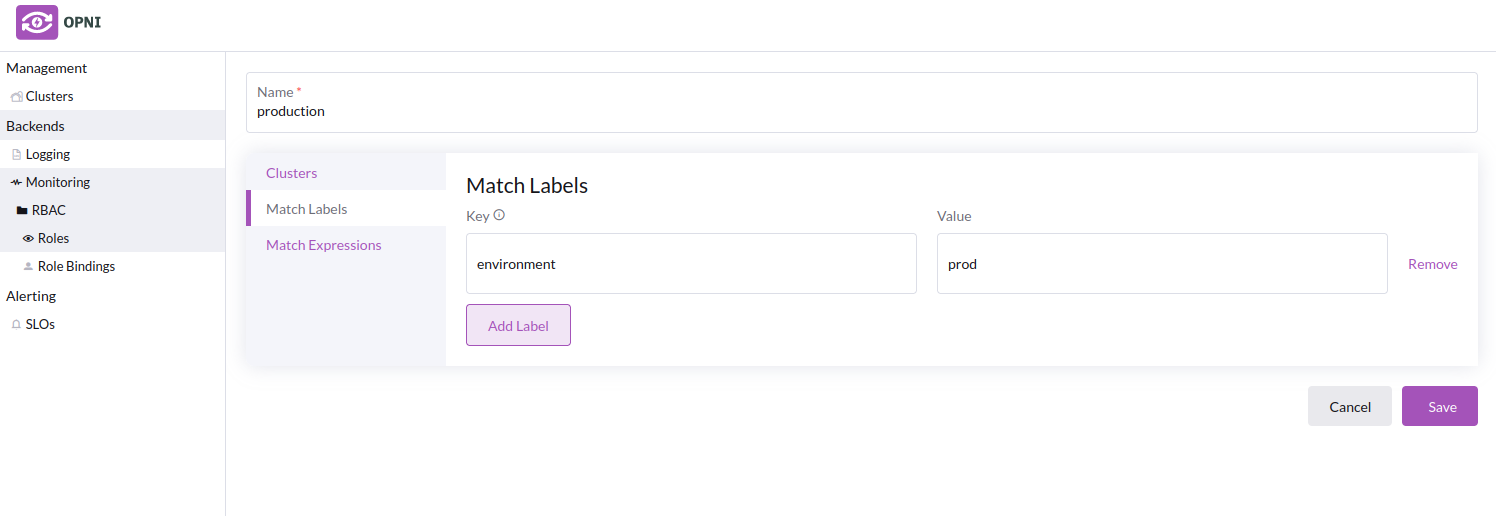 OPNI
Management
Clusters
Backends
Logging
Monitoring
RBAC
Roles
Role Bindings
Alerting
SLOs
Name *
production
Clusters
Match Labels
Match Expressions
Match Labels
Key Value
environment prod Remove
Add Label
Cancel Save